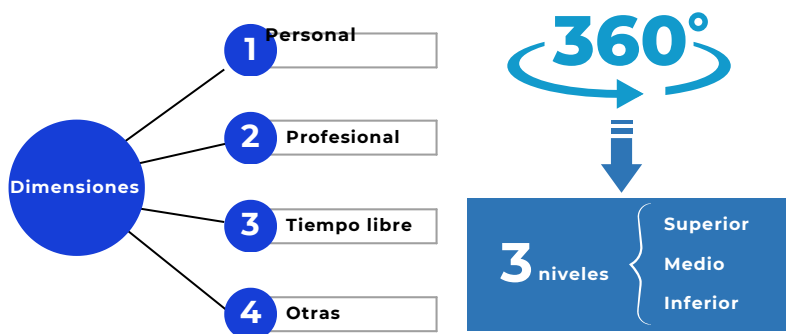 Dimensiones
1 Personal
2 Profesional
3 Tiempo libre
4 Otras
360°
3 niveles
Superior
Medio
Inferior